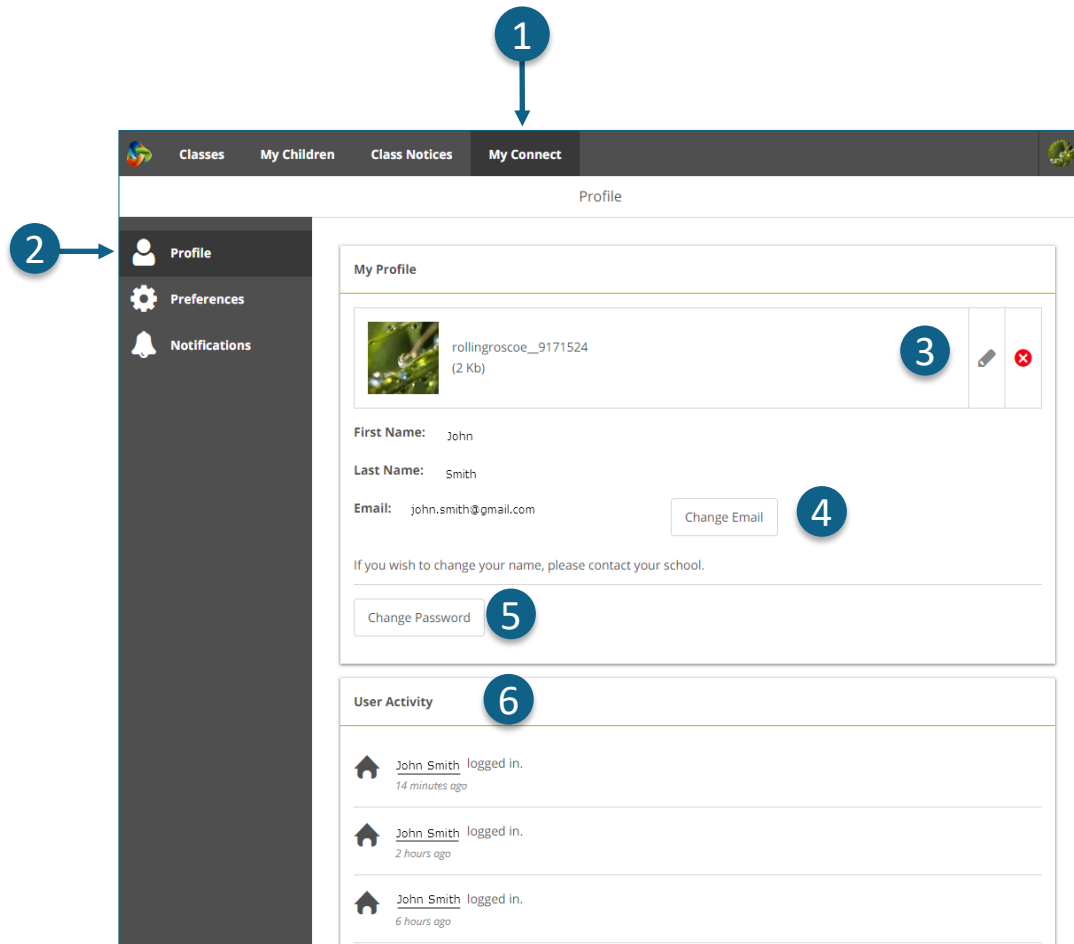 1
Classes My Children Class Notices My Connect
Profile
2
Profile
Preferences
Notifications
My Profile
rollingroscoe__9171524
(2 Kb)
3
First Name: John
Last Name: Smith
Email: john.smith@gmail.com
Change Email
4
If you wish to change your name, please contact your school.
Change Password
5
User Activity
6
John Smith logged in.
14 minutes ago
John Smith logged in.
2 hours ago
John Smith logged in.
6 hours ago